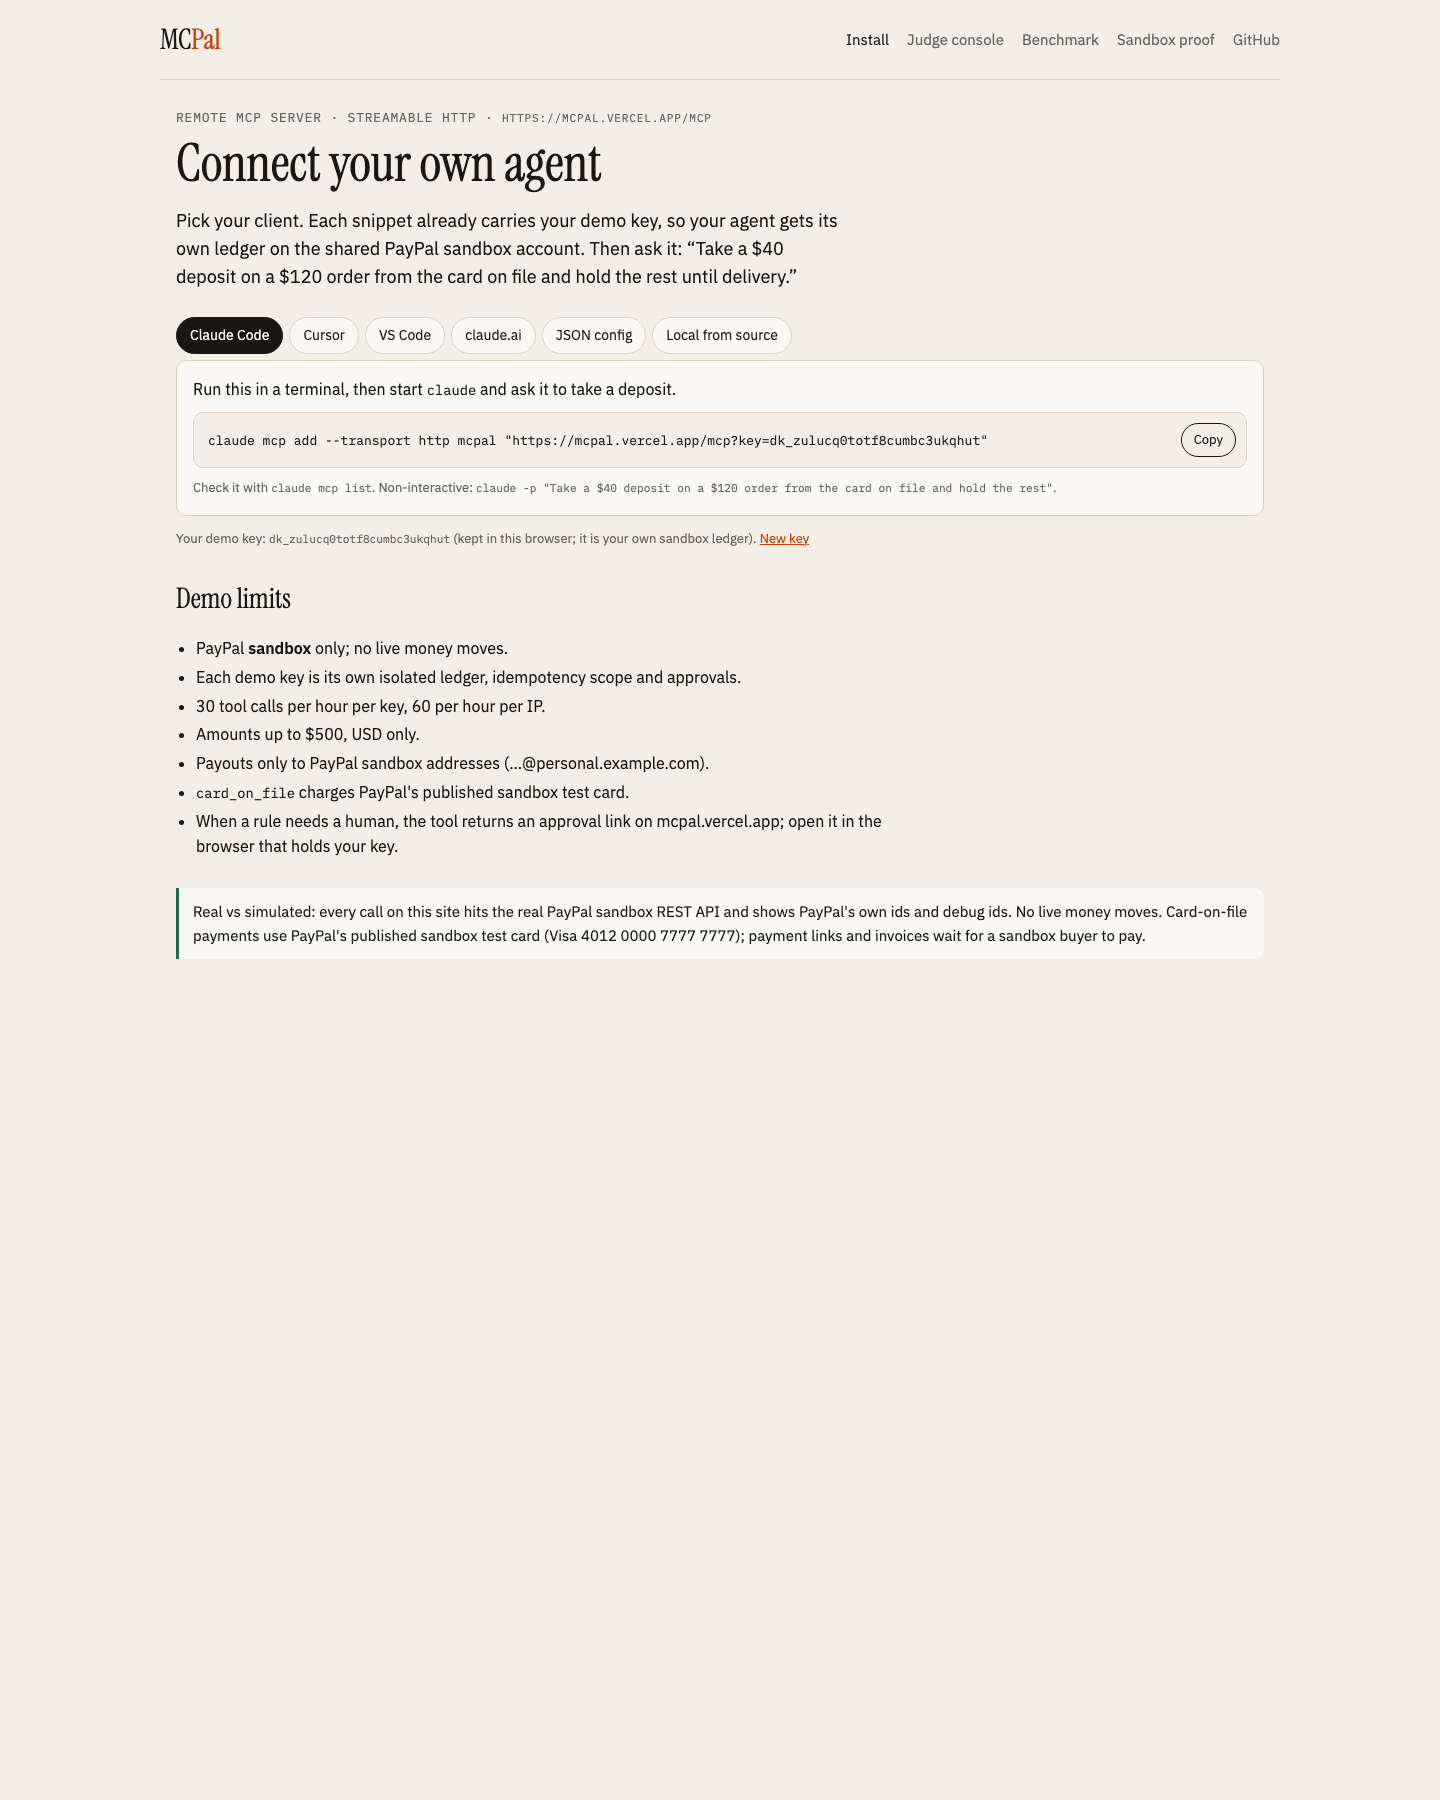 MCPal
Install Judge console Benchmark Sandbox proof GitHub
REMOTE MCP SERVER · STREAMABLE HTTP · HTTPS://MCPAL.VERCEL.APP/MCP
Connect your own agent
Pick your client. Each snippet already carries your demo key, so your agent gets its
own ledger on the shared PayPal sandbox account. Then ask it: “Take a $40
deposit on a $120 order from the card on file and hold the rest until delivery.”
Claude Code Cursor VS Code claude.ai JSON config Local from source
Run this in a terminal, then start claude and ask it to take a deposit.
claude mcp add --transport http mcpal "https://mcpal.vercel.app/mcp?key=dk_zulucq0totf8cumbc3ukqhut" Copy
Check it with claude mcp list. Non-interactive: claude -p "Take a $40 deposit on a $120 order from the card on file and hold the rest".
Your demo key: dk_zulucq0totf8cumbc3ukqhut (kept in this browser; it is your own sandbox ledger). New key
Demo limits
• PayPal sandbox only; no live money moves.
• Each demo key is its own isolated ledger, idempotency scope and approvals.
• 30 tool calls per hour per key, 60 per hour per IP.
• Amounts up to $500, USD only.
• Payouts only to PayPal sandbox addresses (...@personal.example.com).
• card_on_file charges PayPal's published sandbox test card.
• When a rule needs a human, the tool returns an approval link on mcpal.vercel.app; open it in the
browser that holds your key.
Real vs simulated: every call on this site hits the real PayPal sandbox REST API and shows PayPal's own ids and debug ids. No live money moves. Card-on-file
payments use PayPal's published sandbox test card (Visa 4012 0000 7777 7777); payment links and invoices wait for a sandbox buyer to pay.